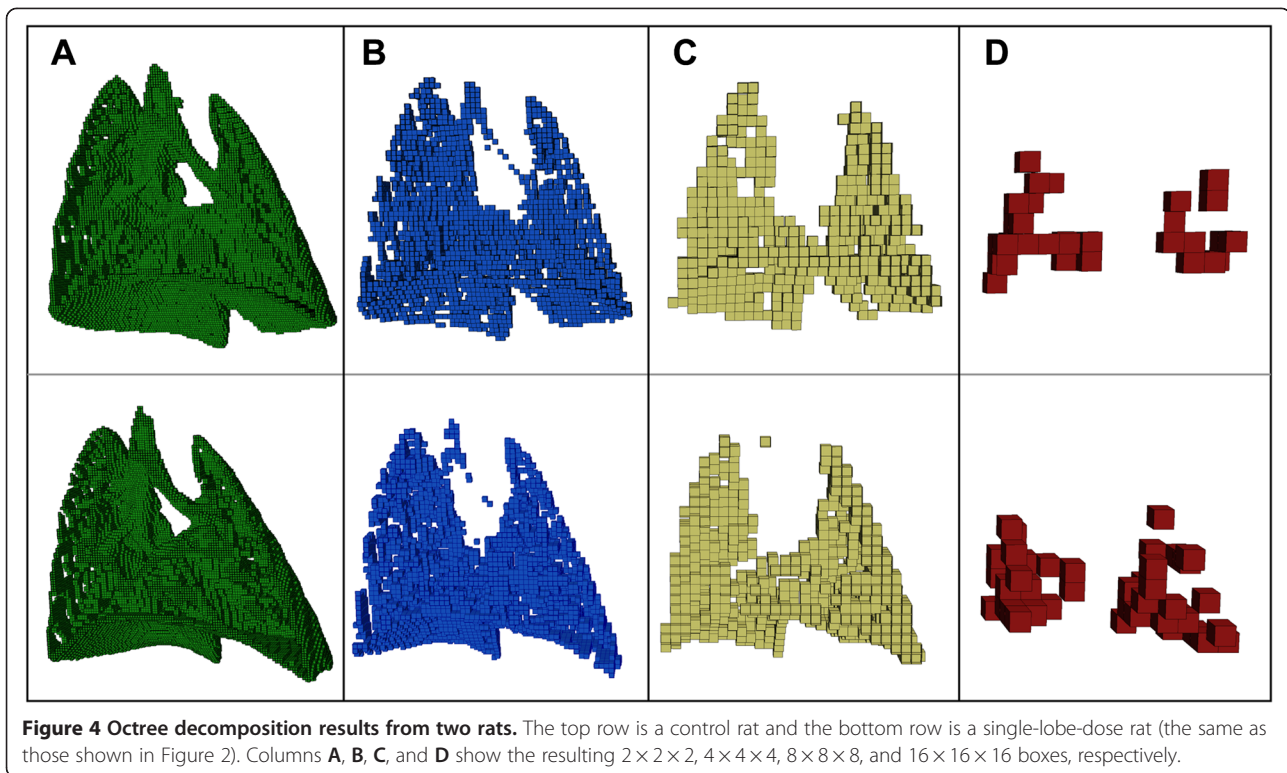 A B C D
Figure 4 Octree decomposition results from two rats. The top row is a control rat and the bottom row is a single-lobe-dose rat (the same as
those shown in Figure 2). Columns A, B, C, and D show the resulting 2 × 2 × 2, 4 × 4 × 4, 8 × 8 × 8, and 16 × 16 × 16 boxes, respectively.